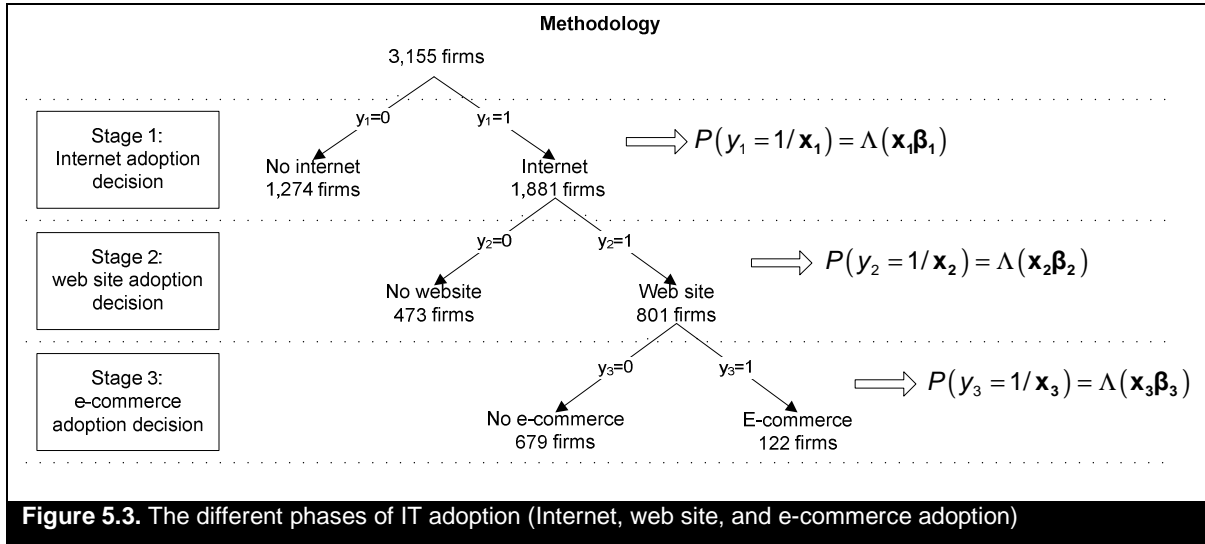 Methodology
3,155 firms
Stage 1:
Internet adoption
decision
y₁=0
y₁=1
No internet
1,274 firms
Internet
1,881 firms
P(y₁ = 1/x₁) = Λ(x₁β₁)
Stage 2:
web site adoption
decision
y₂=0
y₂=1
No website
473 firms
Web site
801 firms
P(y₂ = 1/x₂) = Λ(x₂β₂)
Stage 3:
e-commerce
adoption decision
y₃=0
y₃=1
No e-commerce
679 firms
E-commerce
122 firms
P(y₃ = 1/x₃) = Λ(x₃β₃)
Figure 5.3. The different phases of IT adoption (Internet, web site, and e-commerce adoption)